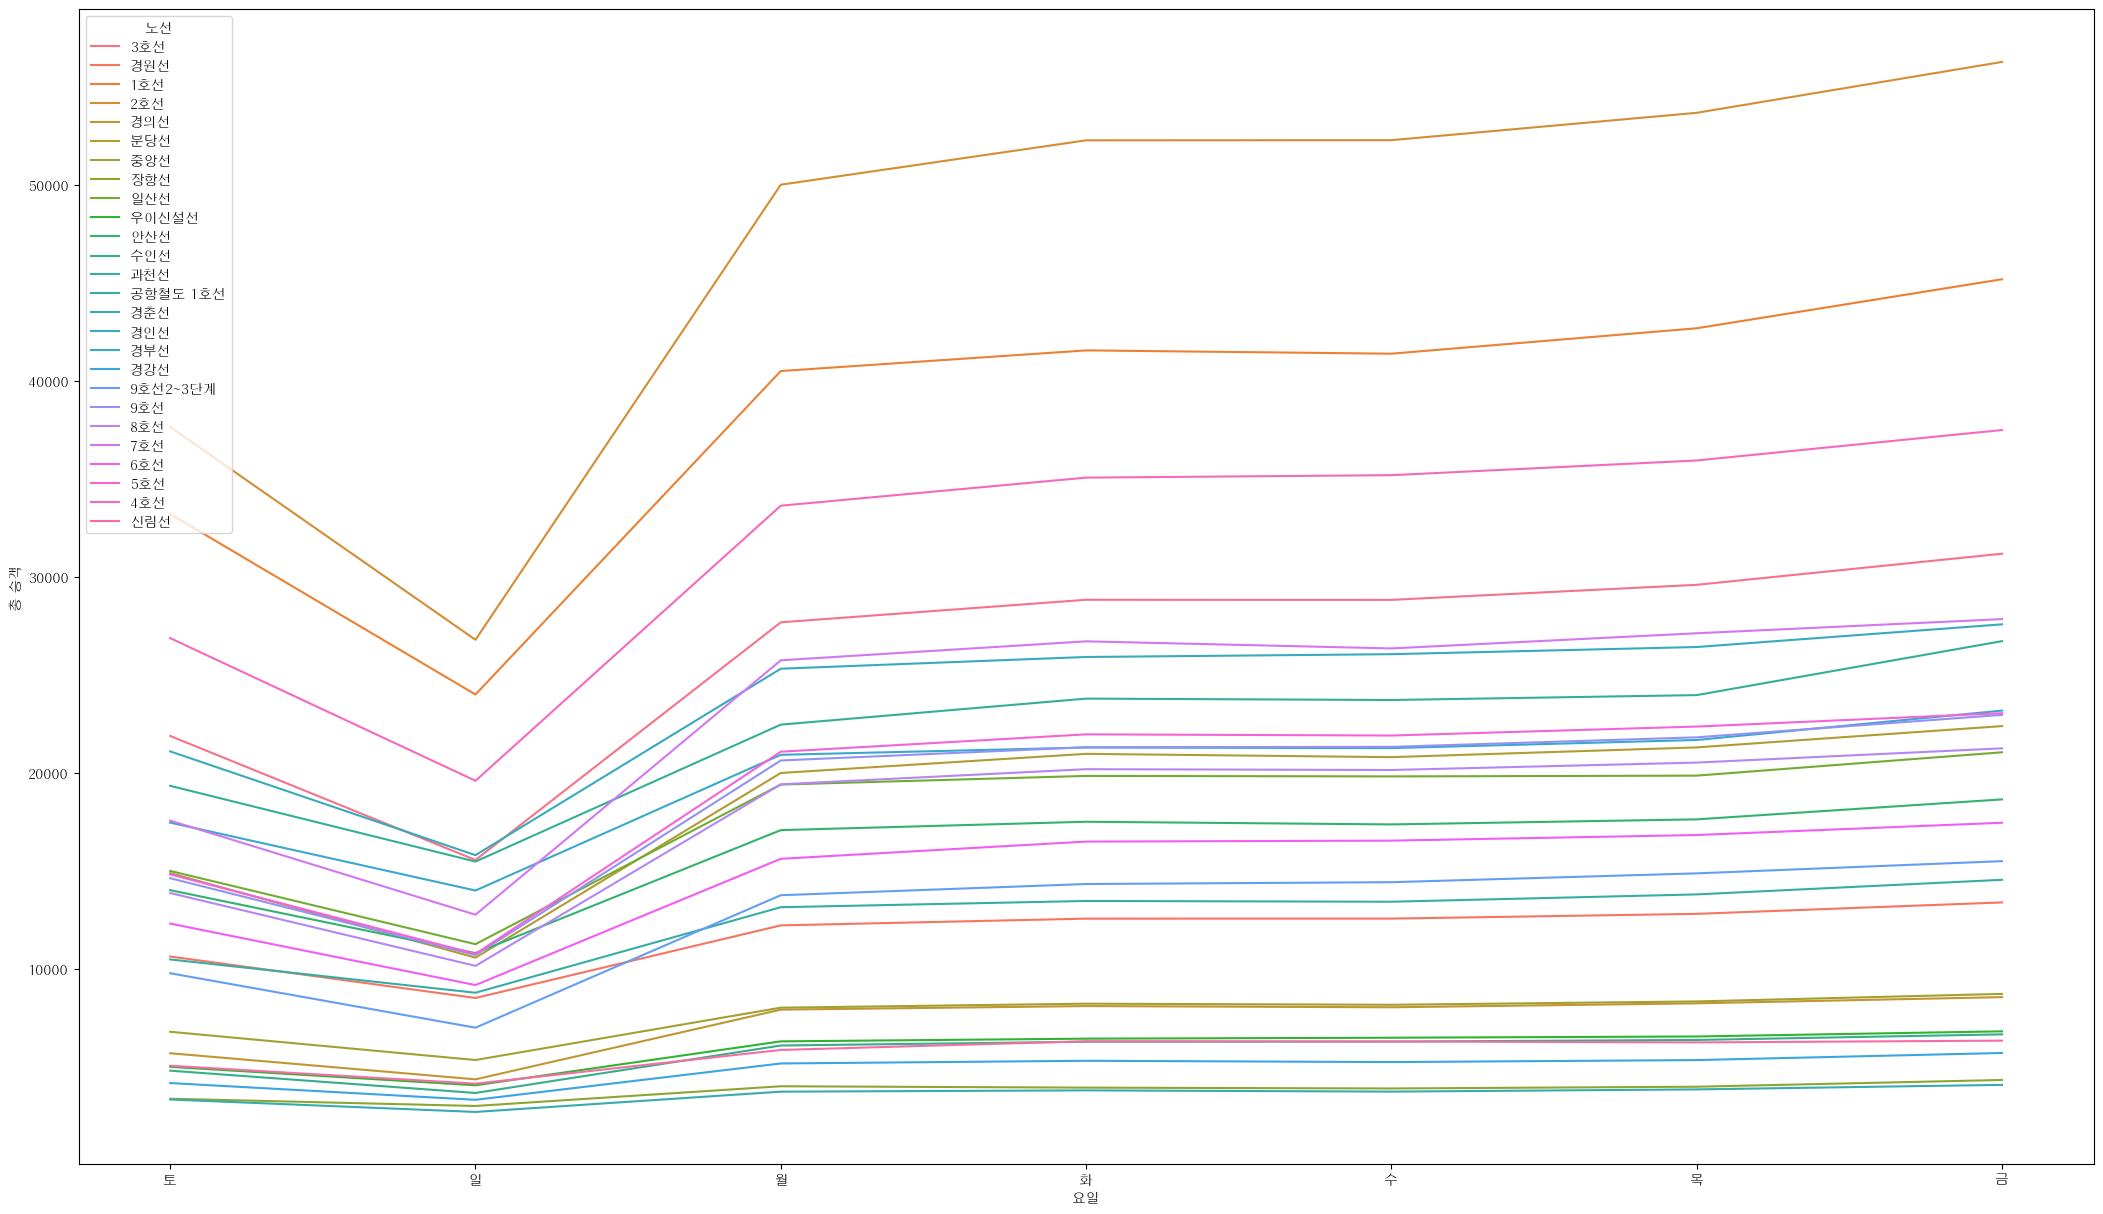 노선
3호선
경원선
1호선
2호선
경의선
분당선
중앙선
장항선
일산선
우이신설선
안산선
수인선
과천선
공항철도 1호선
경춘선
경인선
경부선
경강선
9호선2~3단계
9호선
8호선
7호선
6호선
5호선
4호선
신림선
50000
40000
30000
20000
10000
총 승객
토 일 월 화 수 목 금
요일